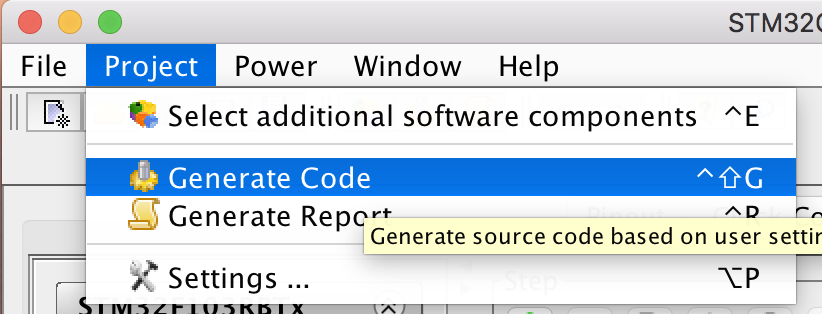 STM32C
File Project Power Window Help
Select additional software components ^E
Generate Code ^⇧G
Generate Report ^R
Generate source code based on user settin
Settings ... ⌥P
Step
STM32F103RBTx